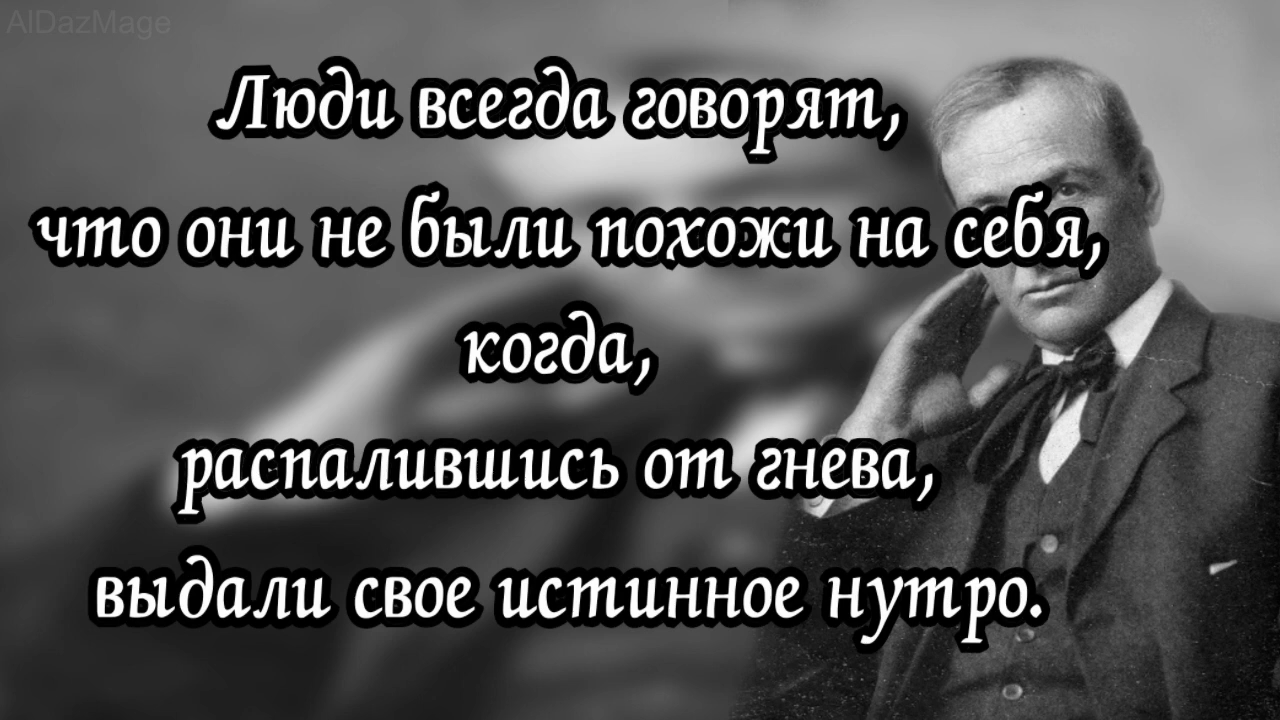 AlDazMage
Люди всегда говорят,
что они не были похожи на себя,
когда,
распалившись от гнева,
выдали свое истинное нутро.